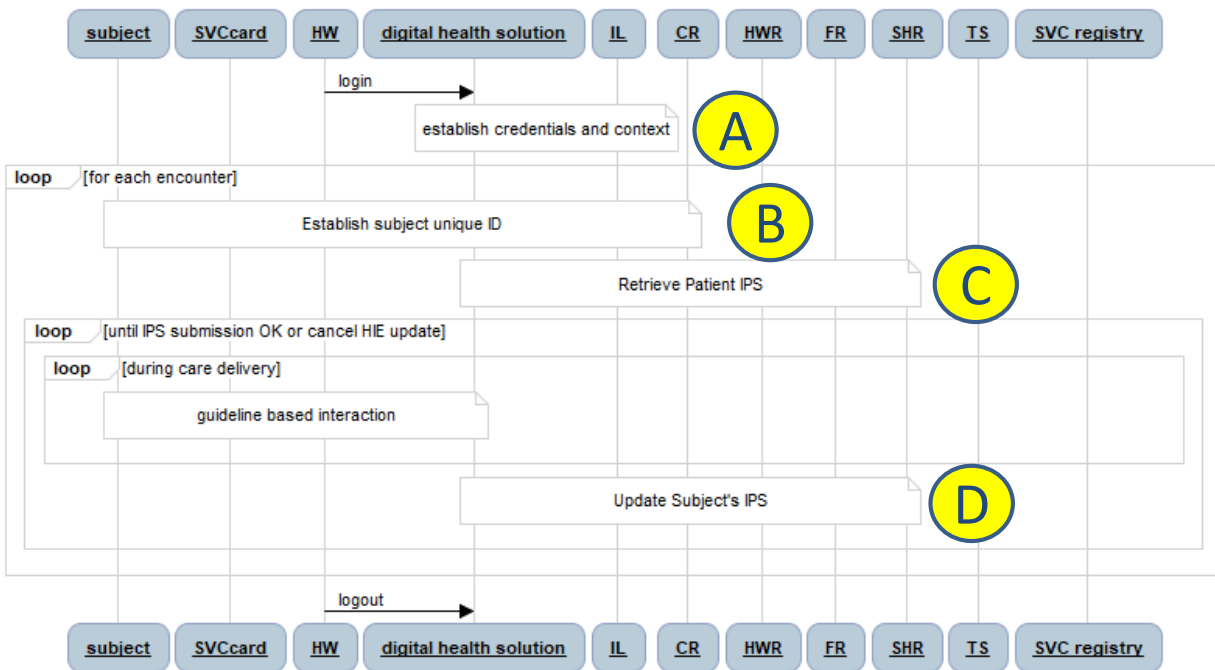 subject SVCcard HW digital health solution IL CR HWR FR SHR TS SVC registry
login
establish credentials and context A
loop [for each encounter]
Establish subject unique ID B
Retrieve Patient IPS C
loop [until IPS submission OK or cancel HIE update]
loop [during care delivery]
guideline based interaction
Update Subject's IPS D
logout
subject SVCcard HW digital health solution IL CR HWR FR SHR TS SVC registry